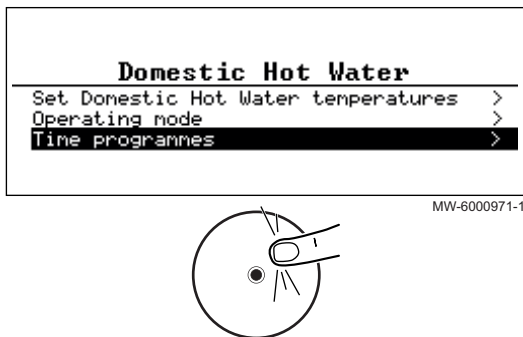 Domestic Hot Water
Set Domestic Hot Water temperatures >
Operating mode >
Time programmes >
MW-6000971-1